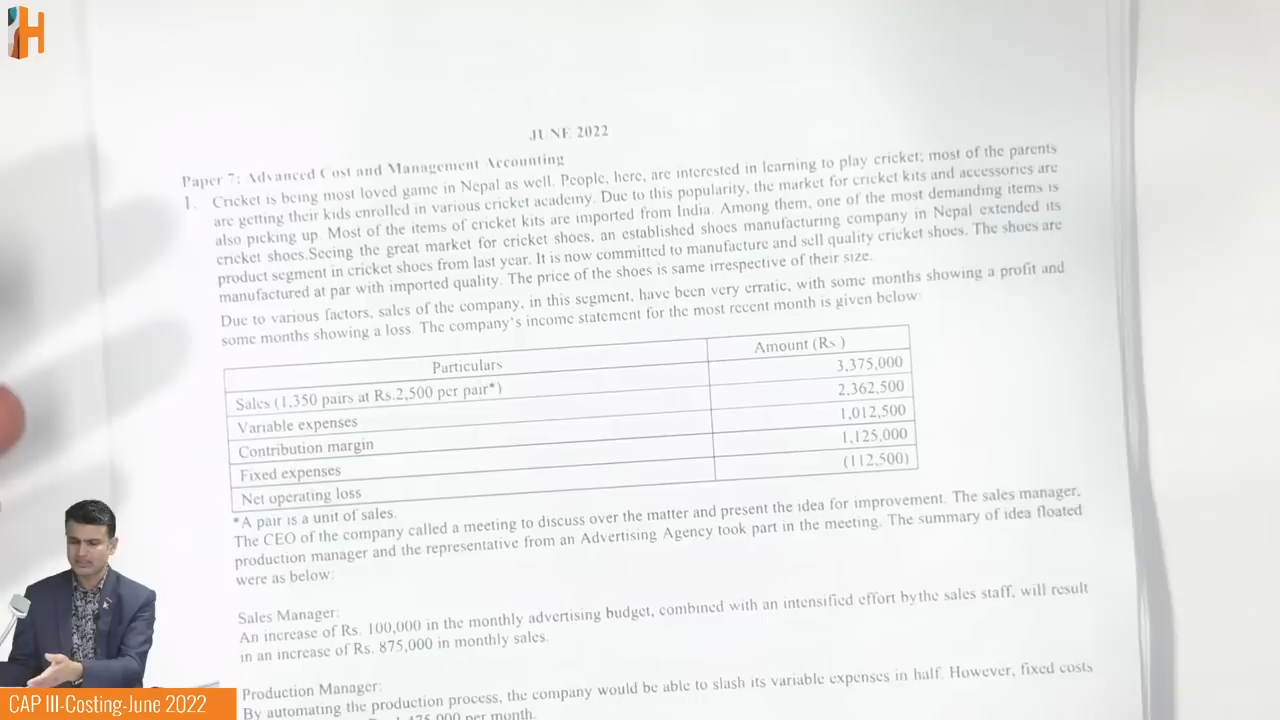 H
JUNE 2022
Paper 7: Advanced Cost and Management Accounting
1. Cricket is being most loved game in Nepal as well. People, here, are interested in learning to play cricket; most of the parents
are getting their kids enrolled in various cricket academy. Due to this popularity, the market for cricket kits and accessories are
also picking up. Most of the items of cricket kits are imported from India. Among them, one of the most demanding items is
cricket shoes.Seeing the great market for cricket shoes, an established shoes manufacturing company in Nepal extended its
product segment in cricket shoes from last year. It is now committed to manufacture and sell quality cricket shoes. The shoes are
manufactured at par with imported quality. The price of the shoes is same irrespective of their size.
Due to various factors, sales of the company, in this segment, have been very erratic, with some months showing a profit and
some months showing a loss. The company's income statement for the most recent month is given below:
Particulars Amount (Rs )
Sales (1,350 pairs at Rs.2,500 per pair*) 3,375,000
Variable expenses 2,362,500
Contribution margin 1,012,500
Fixed expenses 1,125,000
Net operating loss (112,500)
*A pair is a unit of sales.
The CEO of the company called a meeting to discuss over the matter and present the idea for improvement. The sales manager,
production manager and the representative from an Advertising Agency took part in the meeting. The summary of idea floated
were as below:
Sales Manager:
An increase of Rs. 100,000 in the monthly advertising budget, combined with an intensified effort bythe sales staff, will result
in an increase of Rs. 875,000 in monthly sales.
Production Manager:
By automating the production process, the company would be able to slash its variable expenses in half. However, fixed costs
per month.
CAP III-Costing-June 2022